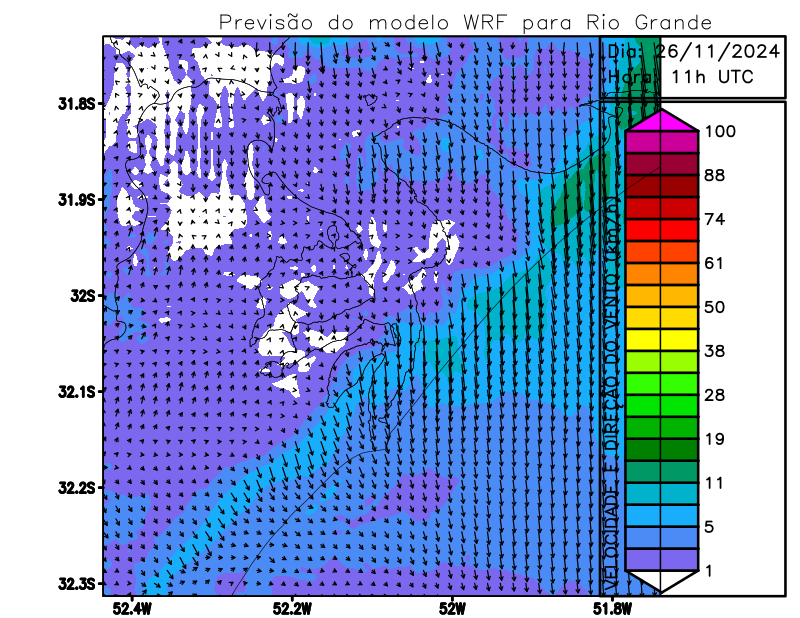 Previsão do modelo WRF para Rio Grande
Dia: 26/11/2024
Hora: 11h UTC
31.8S
31.9S
32S
32.1S
32.2S
32.3S
52.4W
52.2W
52W
51.8W
VELOCIDADE E DIREÇÃO DO VENTO (km/h)
100
88
74
61
50
38
28
19
11
5
1